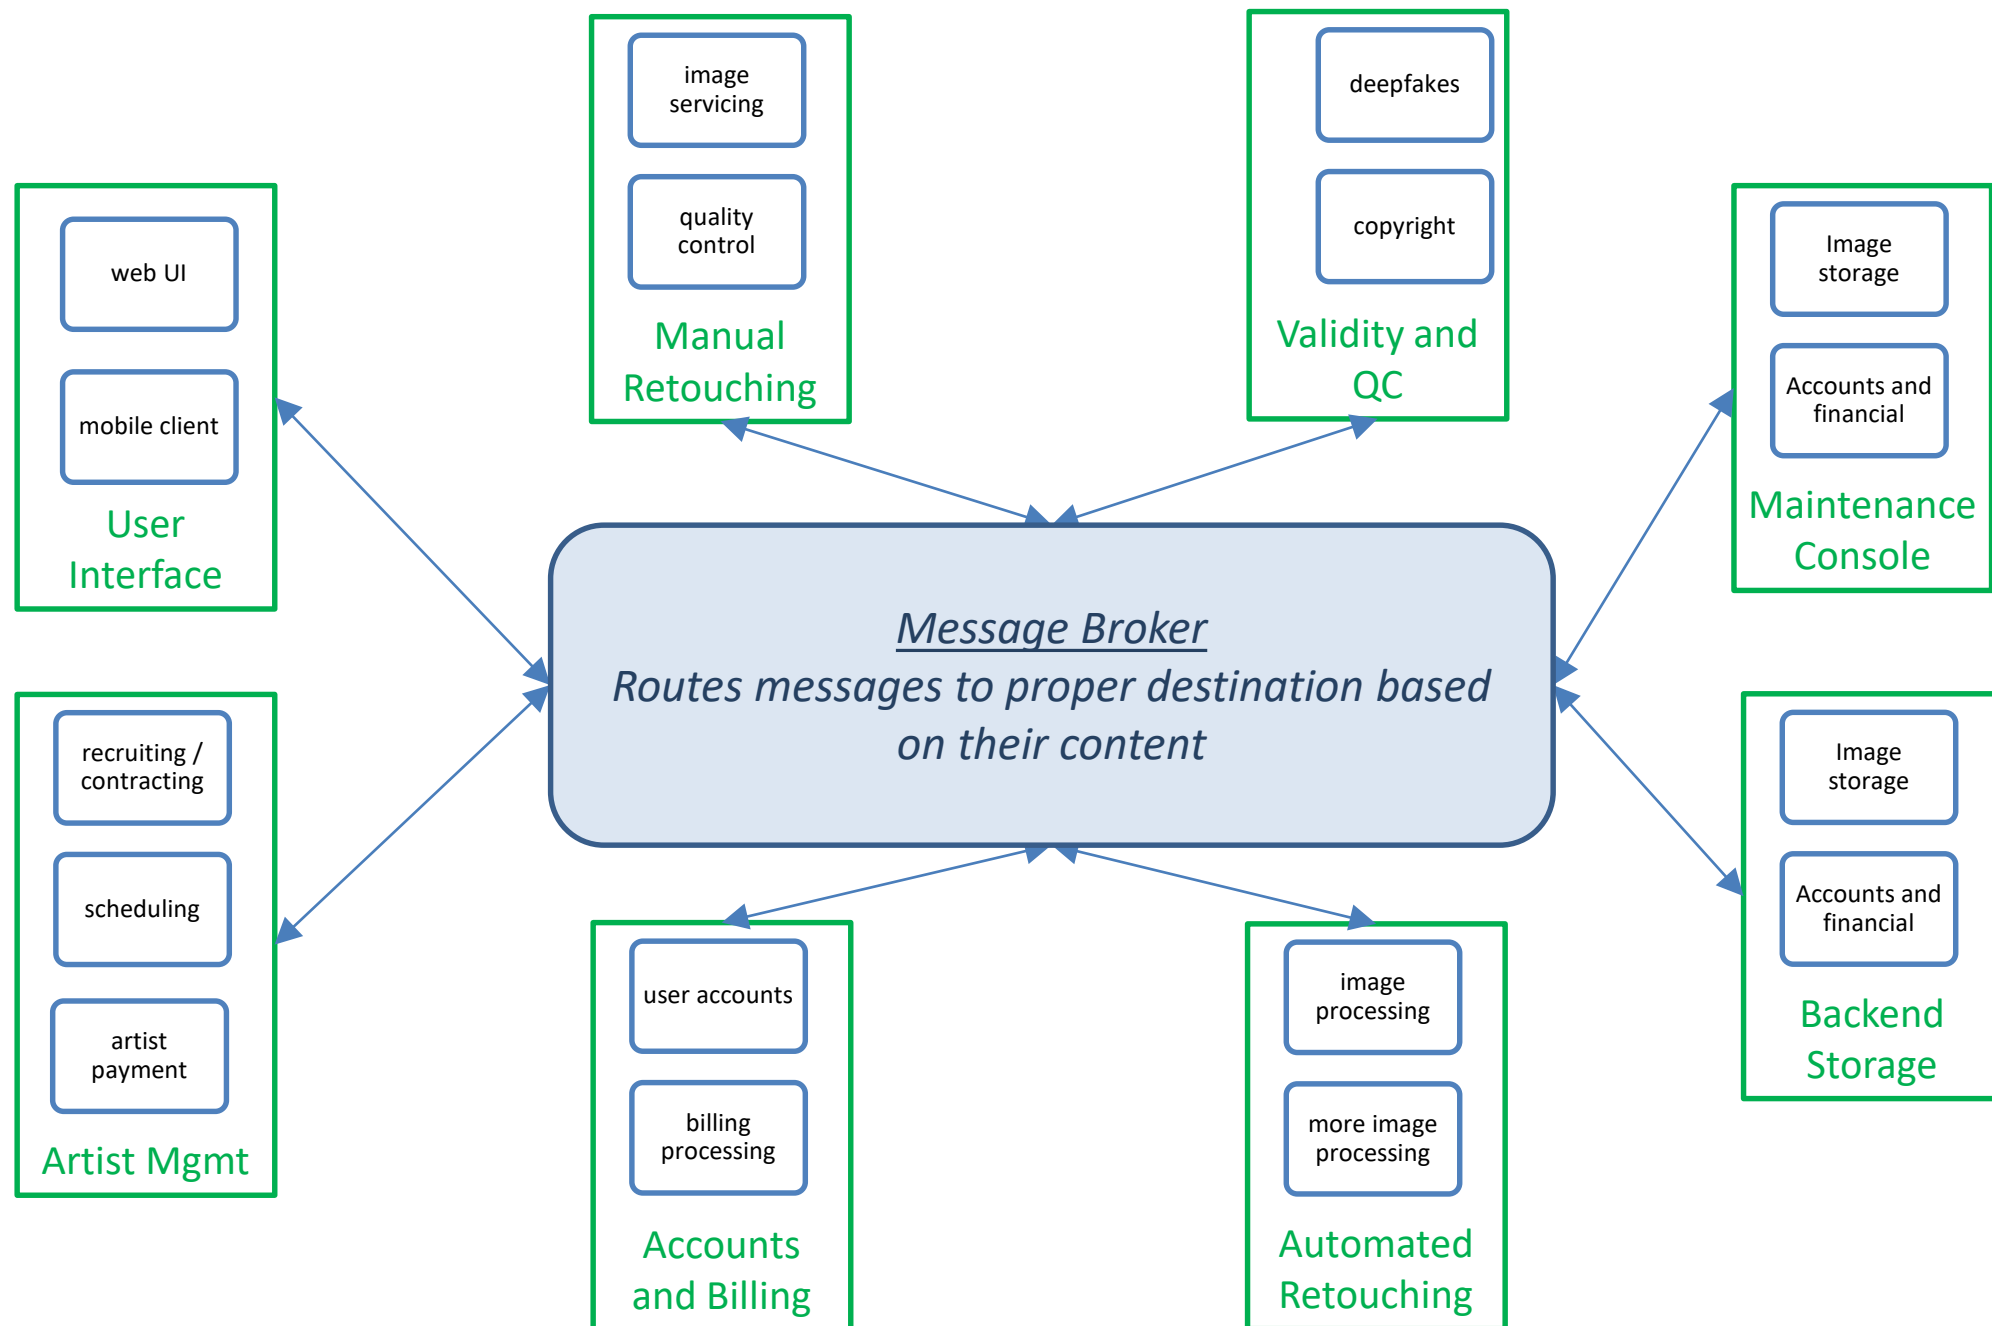 image
servicing
quality
control
Manual
Retouching
deepfakes
copyright
Validity and
QC
web UI
mobile client
User
Interface
Image
storage
Accounts and
financial
Maintenance
Console
Message Broker
Routes messages to proper destination based
on their content
recruiting /
contracting
scheduling
artist
payment
Artist Mgmt
user accounts
billing
processing
Accounts
and Billing
image
processing
more image
processing
Automated
Retouching
Image
storage
Accounts and
financial
Backend
Storage